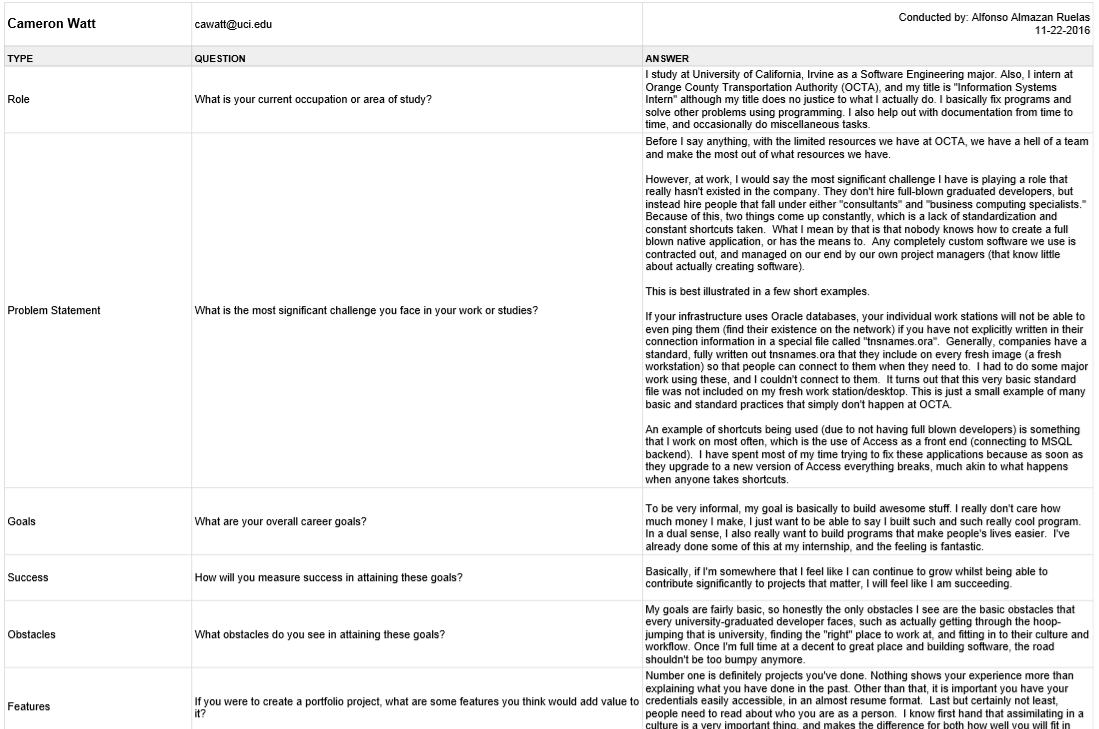 Cameron Watt
cawatt@uci.edu
Conducted by: Alfonso Almazan Ruelas
11-22-2016
TYPE
QUESTION
ANSWER
Role
What is your current occupation or area of study?
I study at University of California, Irvine as a Software Engineering major. Also, I intern at
Orange County Transportation Authority (OCTA), and my title is "Information Systems
Intern" although my title does no justice to what I actually do. I basically fix programs and
solve other problems using programming. I also help out with documentation from time to
time, and occasionally do miscellaneous tasks.
Problem Statement
What is the most significant challenge you face in your work or studies?
Before I say anything, with the limited resources we have at OCTA, we have a hell of a team
and make the most out of what resources we have.
However, at work, I would say the most significant challenge I have is playing a role that
really hasn't existed in the company. They don't hire full-blown graduated developers, but
instead hire people that fall under either "consultants" and "business computing specialists."
Because of this, two things come up constantly, which is a lack of standardization and
constant shortcuts taken.  What I mean by that is that nobody knows how to create a full
blown native application, or has the means to.  Any completely custom software we use is
contracted out, and managed on our end by our own project managers (that know little
about actually creating software).
This is best illustrated in a few short examples.
If your infrastructure uses Oracle databases, your individual work stations will not be able to
even ping them (find their existence on the network) if you have not explicitly written in their
connection information in a special file called "tnsnames.ora".  Generally, companies have a
standard, fully written out tnsnames.ora that they include on every fresh image (a fresh
workstation) so that people can connect to them when they need to.  I had to do some major
work using these, and I couldn't connect to them.  It turns out that this very basic standard
file was not included on my fresh work station/desktop. This is just a small example of many
basic and standard practices that simply don't happen at OCTA.
An example of shortcuts being used (due to not having full blown developers) is something
that I work on most often, which is the use of Access as a front end (connecting to MSQL
backend).  I have spent most of my time trying to fix these applications because as soon as
they upgrade to a new version of Access everything breaks, much akin to what happens
when anyone takes shortcuts.
Goals
What are your overall career goals?
To be very informal, my goal is basically to build awesome stuff. I really don't care how
much money I make, I just want to be able to say I built such and such really cool program.
In a dual sense, I also really want to build programs that make people's lives easier.  I've
already done some of this at my internship, and the feeling is fantastic.
Success
How will you measure success in attaining these goals?
Basically, if I'm somewhere that I feel like I can continue to grow whilst being able to
contribute significantly to projects that matter, I will feel like I am succeeding.
Obstacles
What obstacles do you see in attaining these goals?
My goals are fairly basic, so honestly the only obstacles I see are the basic obstacles that
every university-graduated developer faces, such as actually getting through the hoop-
jumping that is university, finding the "right" place to work at, and fitting in to their culture and
workflow. Once I'm full time at a decent to great place and building software, the road
shouldn't be too bumpy anymore.
Features
If you were to create a portfolio project, what are some features you think would add value to
it?
Number one is definitely projects you've done. Nothing shows your experience more than
explaining what you have done in the past. Other than that, it is important you have your
credentials easily accessible, in an almost resume format.  Last but certainly not least,
people need to read about who you are as a person.  I know first hand that assimilating in a
culture is a very important thing, and makes the difference for both how well you will fit in